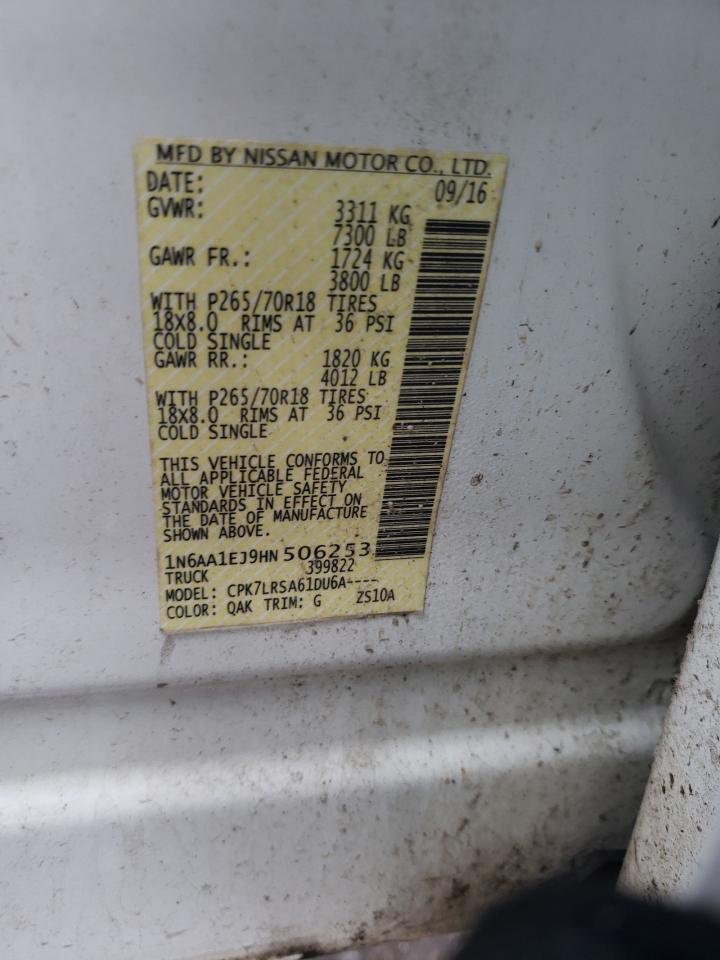 MFD BY NISSAN MOTOR CO., LTD.
DATE: 09/16
GVWR: 3311 KG
7300 LB
GAWR FR.: 1724 KG
3800 LB
WITH P265/70R18 TIRES
18X8.0 RIMS AT 36 PSI
COLD SINGLE
GAWR RR.: 1820 KG
4012 LB
WITH P265/70R18 TIRES
18X8.0 RIMS AT 36 PSI
COLD SINGLE
THIS VEHICLE CONFORMS TO
ALL APPLICABLE FEDERAL
MOTOR VEHICLE SAFETY
STANDARDS IN EFFECT ON
THE DATE OF MANUFACTURE
SHOWN ABOVE.
1N6AA1EJ9HN 506253
TRUCK 399822
MODEL: CPK7LRSA61DU6A----
COLOR: QAK TRIM: G ZS10A